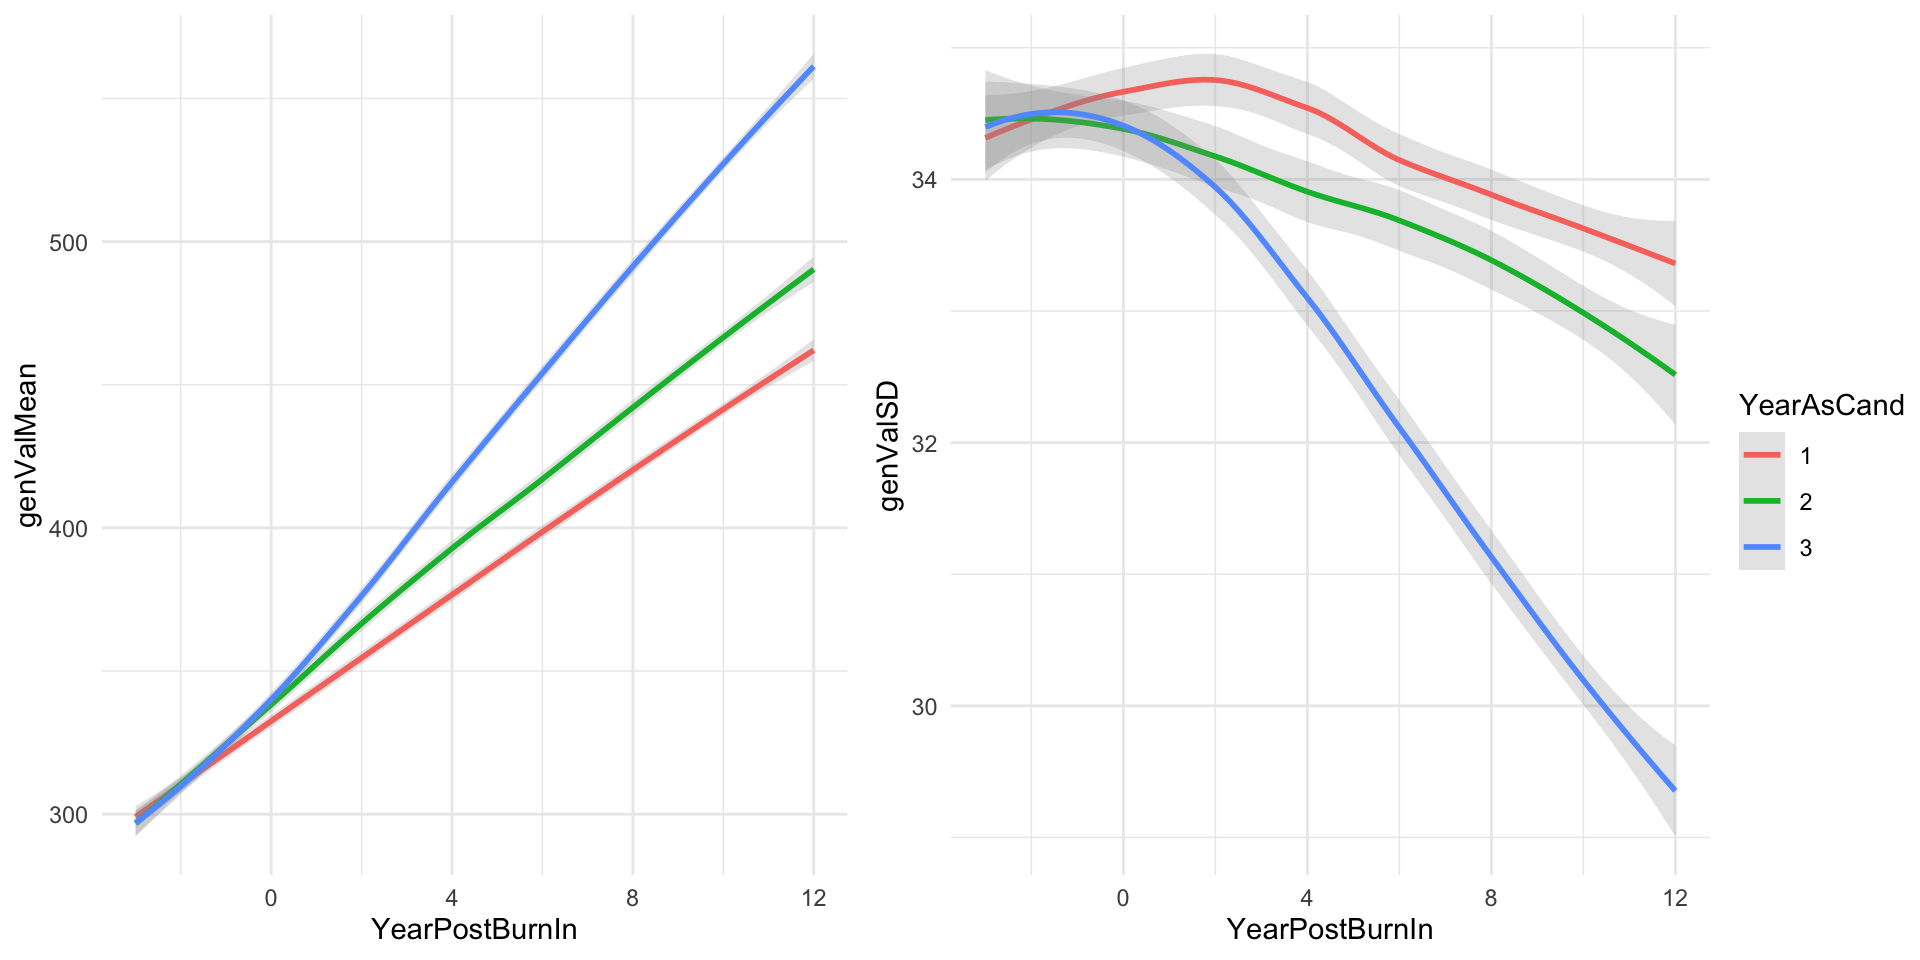 genValMean
500
400
300
0 4 8 12
YearPostBurnIn
genValSD
34
32
30
0 4 8 12
YearPostBurnIn
YearAsCand
1
2
3